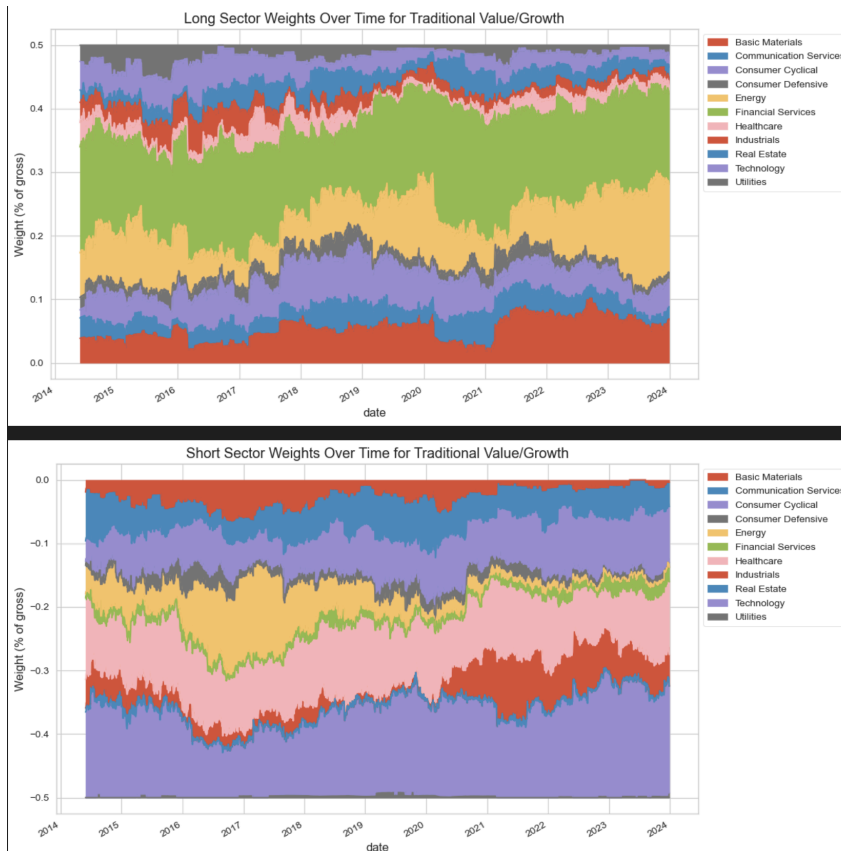 Long Sector Weights Over Time for Traditional Value/Growth
0.5
0.4
0.3
0.2
0.1
0.0
Weight (% of gross)
2014
2015
2016
2017
2018
2019
2020
2021
2022
2023
2024
date
Basic Materials
Communication Services
Consumer Cyclical
Consumer Defensive
Energy
Financial Services
Healthcare
Industrials
Real Estate
Technology
Utilities
Short Sector Weights Over Time for Traditional Value/Growth
0.0
−0.1
−0.2
−0.3
−0.4
−0.5
Weight (% of gross)
2014
2015
2016
2017
2018
2019
2020
2021
2022
2023
2024
date
Basic Materials
Communication Services
Consumer Cyclical
Consumer Defensive
Energy
Financial Services
Healthcare
Industrials
Real Estate
Technology
Utilities